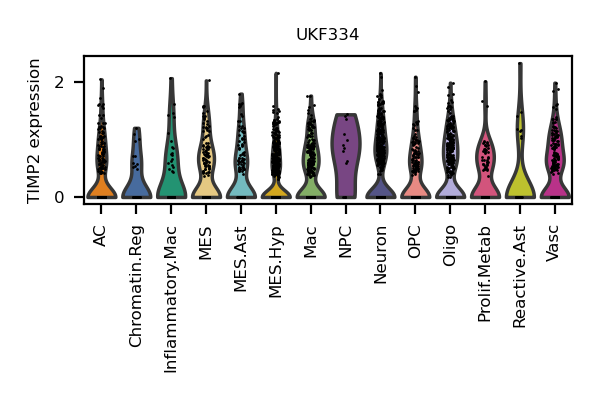 UKF334
TIMP2 expression
2
0
AC
Chromatin.Reg
Inflammatory.Mac
MES
MES.Ast
MES.Hyp
Mac
NPC
Neuron
OPC
Oligo
Prolif.Metab
Reactive.Ast
Vasc